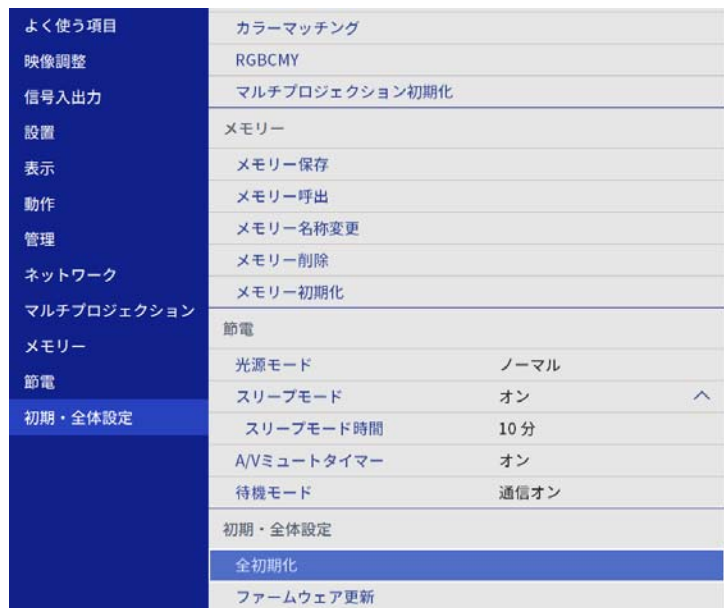 よく使う項目
映像調整
信号入出力
設置
表示
動作
管理
ネットワーク
マルチプロジェクション
メモリー
節電
初期・全体設定
カラーマッチング
RGBCMY
マルチプロジェクション初期化
メモリー
メモリー保存
メモリー呼出
メモリー名称変更
メモリー削除
メモリー初期化
節電
光源モード ノーマル
スリープモード オン
スリープモード時間 10 分
A/Vミュートタイマー オン
待機モード 通信オン
初期・全体設定
全初期化
ファームウェア更新